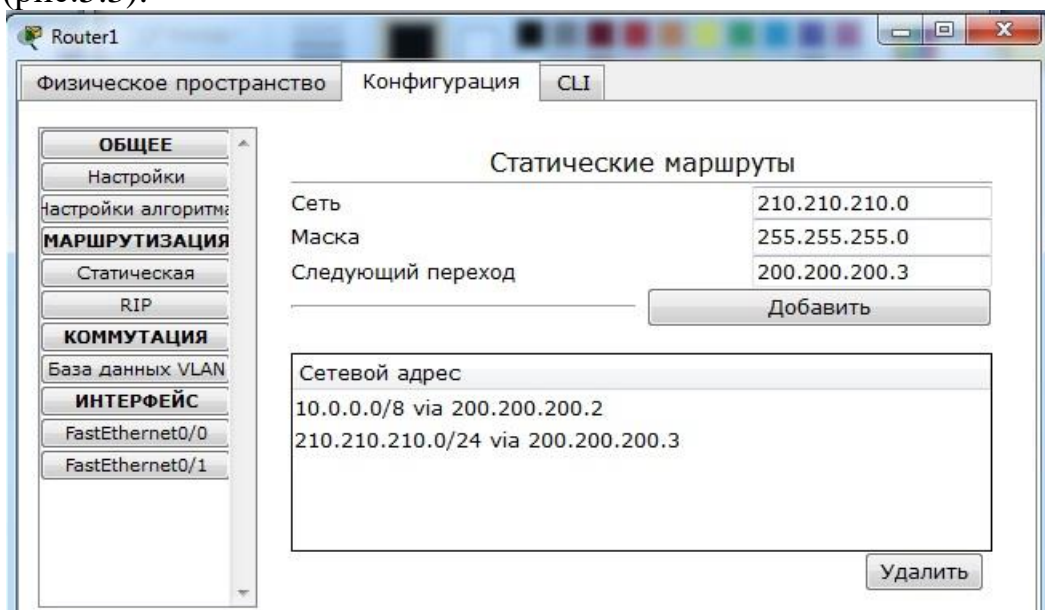 (рис.5.5).
Router1
Физическое пространство
Конфигурация
CLI
ОБЩЕЕ
Настройки
Настройки алгоритма
МАРШРУТИЗАЦИЯ
Статическая
RIP
КОММУТАЦИЯ
База данных VLAN
ИНТЕРФЕЙС
FastEthernet0/0
FastEthernet0/1
Статические маршруты
Сеть 210.210.210.0
Маска 255.255.255.0
Следующий переход 200.200.200.3
Добавить
Сетевой адрес
10.0.0.0/8 via 200.200.200.2
210.210.210.0/24 via 200.200.200.3
Удалить